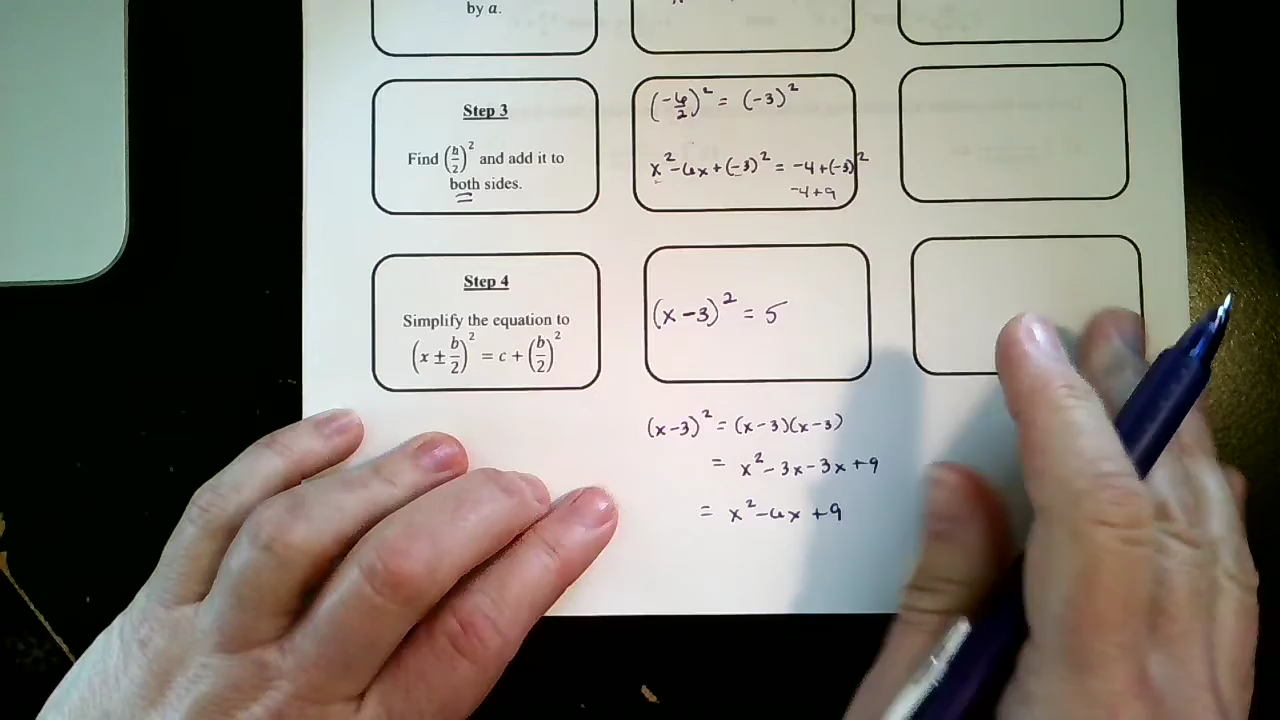 by a.
Step 3
Find (b/2)² and add it to
both sides.
(-6/2)² = (-3)²
x² - 6x + (-3)² = -4 + (-3)²
-4 + 9
Step 4
Simplify the equation to
(x ± b/2)² = c + (b/2)²
(x - 3)² = 5
(x - 3)² = (x - 3)(x - 3)
= x² - 3x - 3x + 9
= x² - 6x + 9